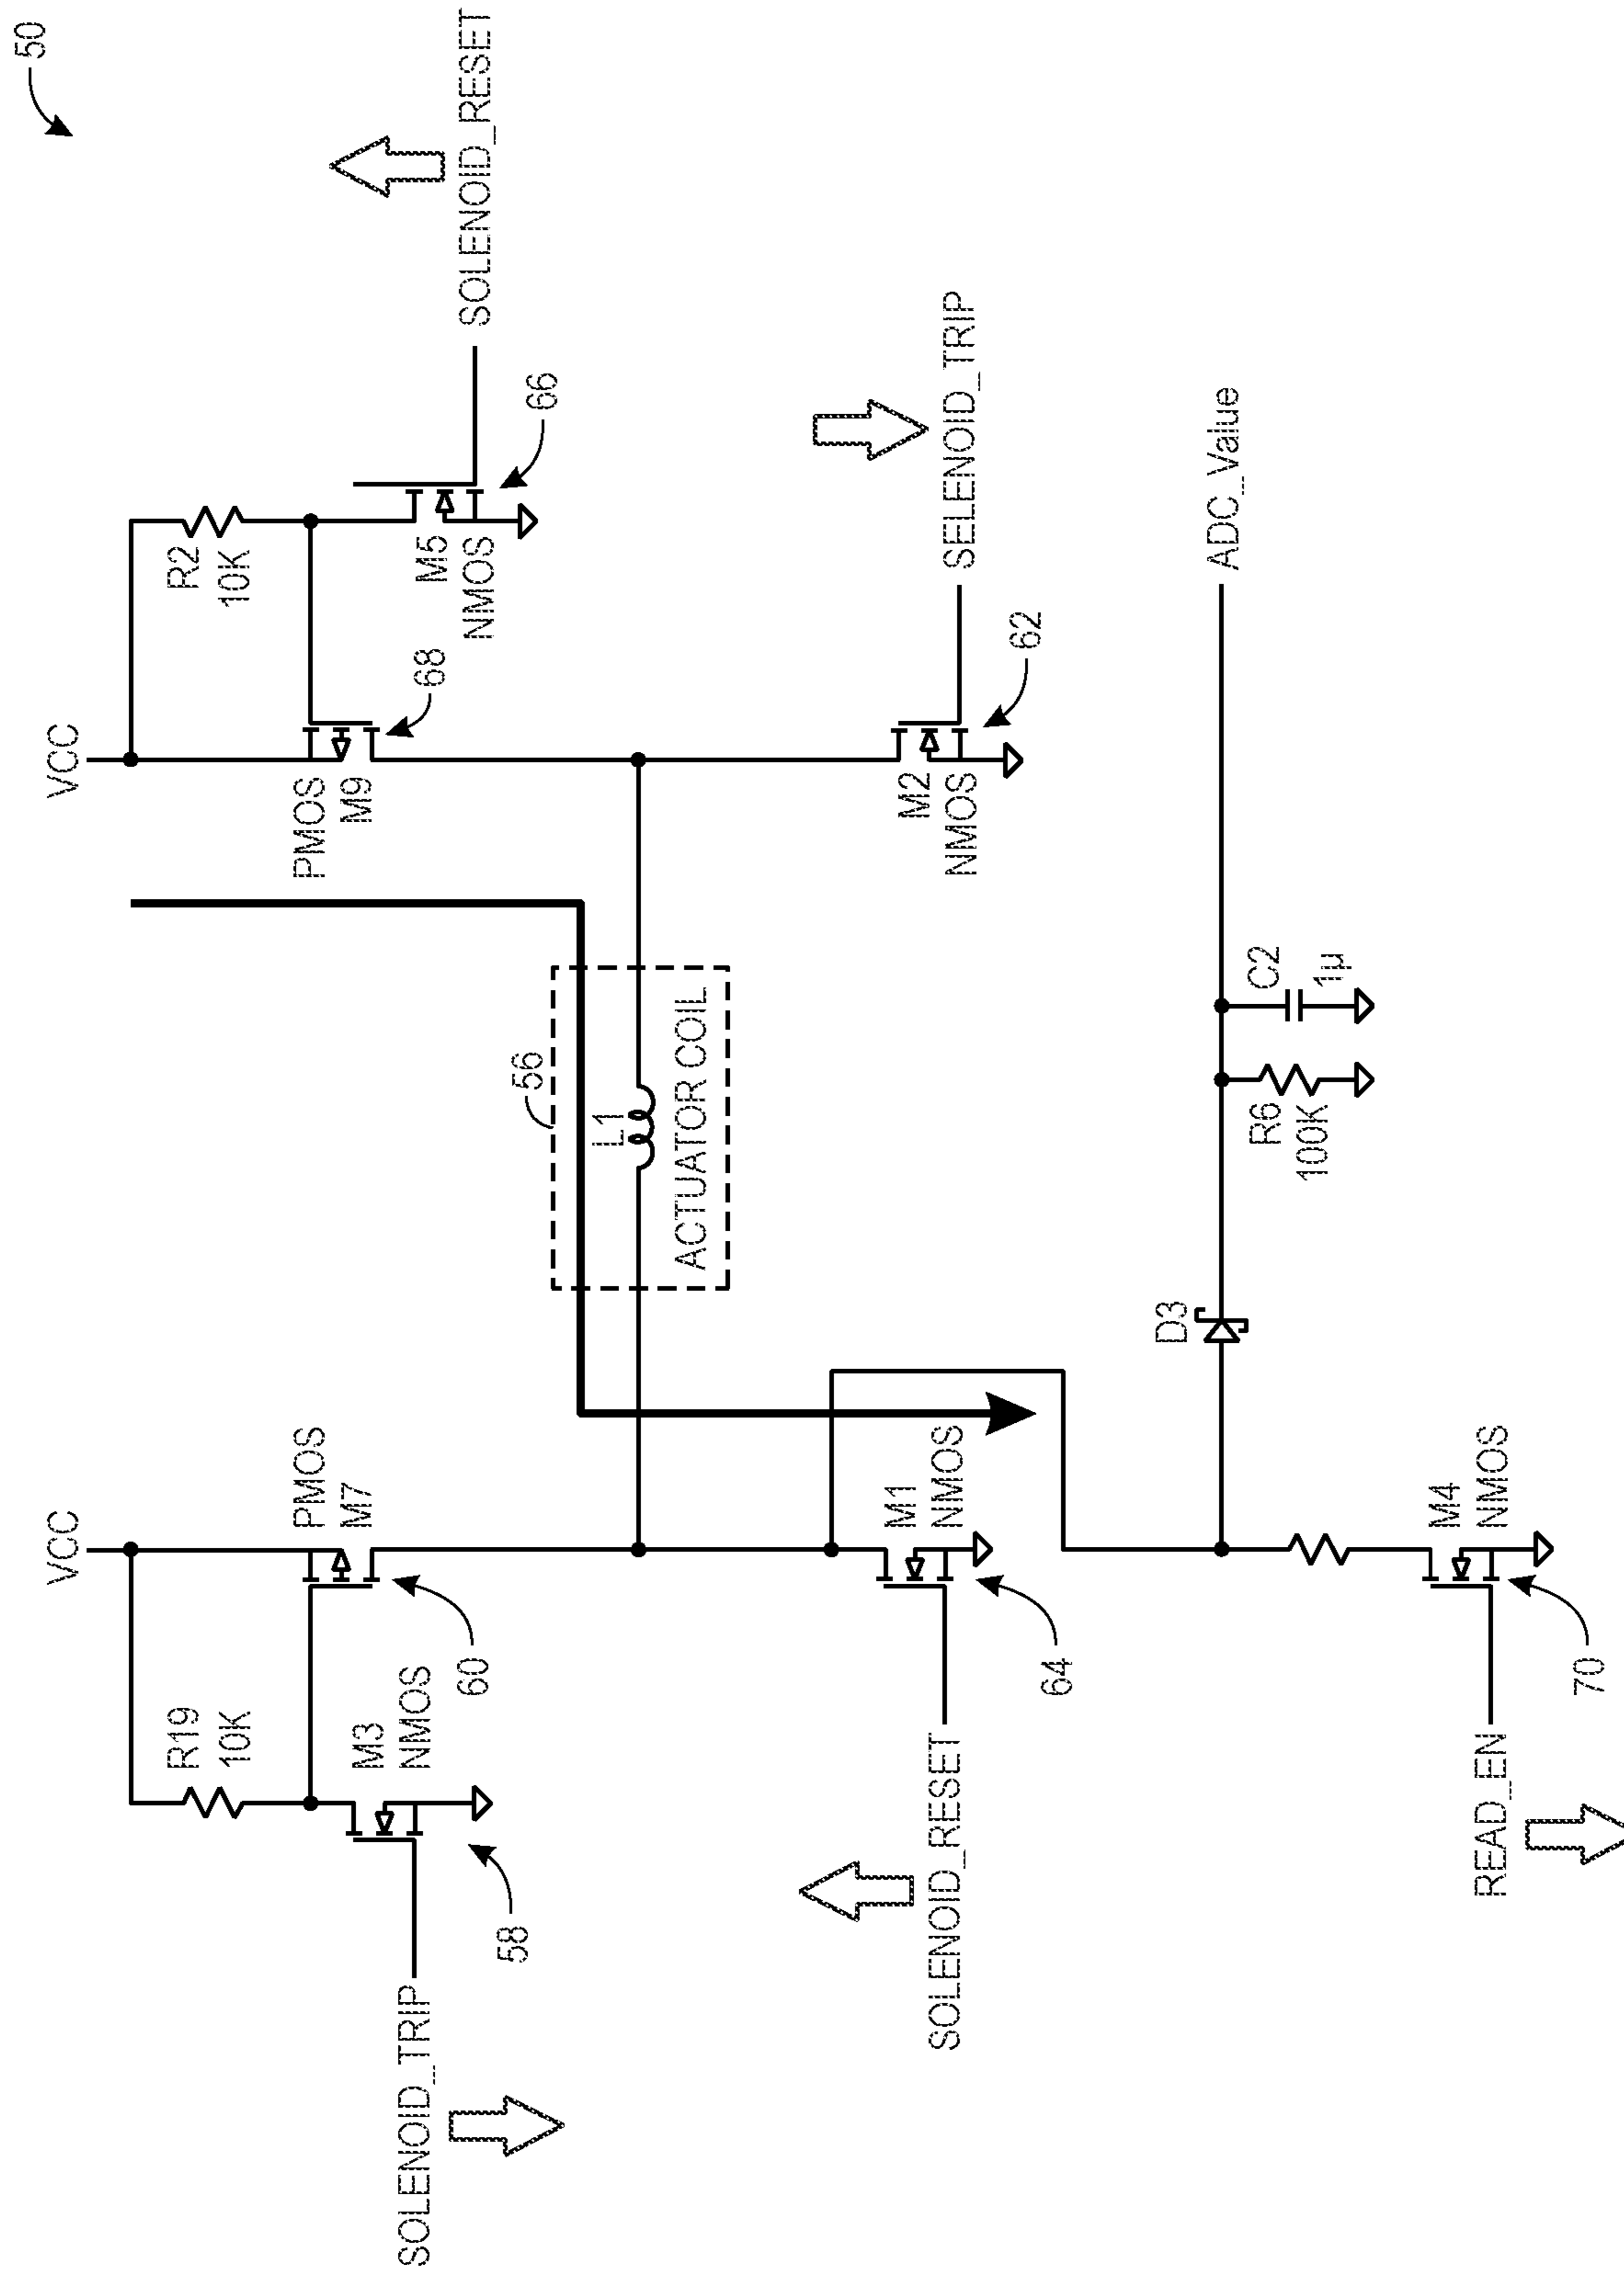 50
VCC
VCC
R19
10K
PMOS
M7
60
M3
NMOS
58
SOLENOID_TRIP
PMOS
M9
68
R2
10K
M5
NMOS
66
SOLENOID_RESET
56
L1
ACTUATOR COIL
M1
NMOS
64
SOLENOID_RESET
M2
NMOS
62
SELENOID_TRIP
D3
R6
100K
C2
1µ
ADC_Value
M4
NMOS
70
READ_EN